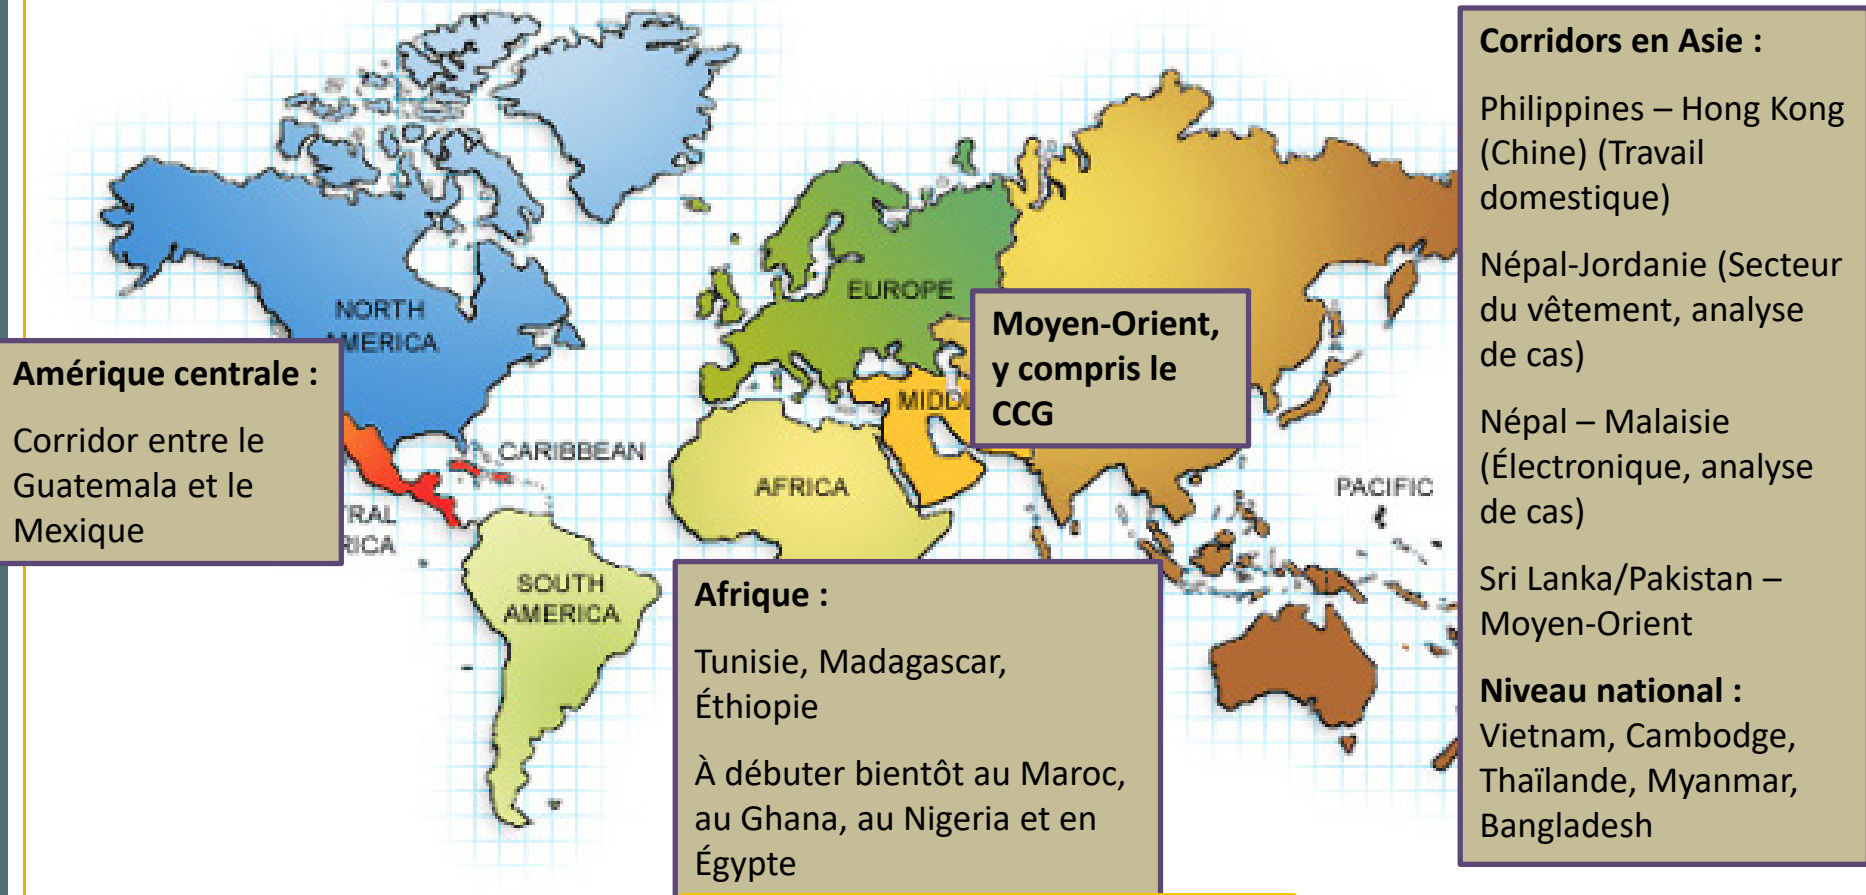 NORTH
AMERICA
EUROPE
CARIBBEAN
AFRICA
PACIFIC
SOUTH
AMERICA
Amérique centrale :
Corridor entre le
Guatemala et le
Mexique
Moyen-Orient,
y compris le
CCG
Afrique :
Tunisie, Madagascar,
Éthiopie
À débuter bientôt au Maroc,
au Ghana, au Nigeria et en
Égypte
Corridors en Asie :
Philippines – Hong Kong
(Chine) (Travail
domestique)
Népal-Jordanie (Secteur
du vêtement, analyse
de cas)
Népal – Malaisie
(Électronique, analyse
de cas)
Sri Lanka/Pakistan –
Moyen-Orient
Niveau national :
Vietnam, Cambodge,
Thaïlande, Myanmar,
Bangladesh